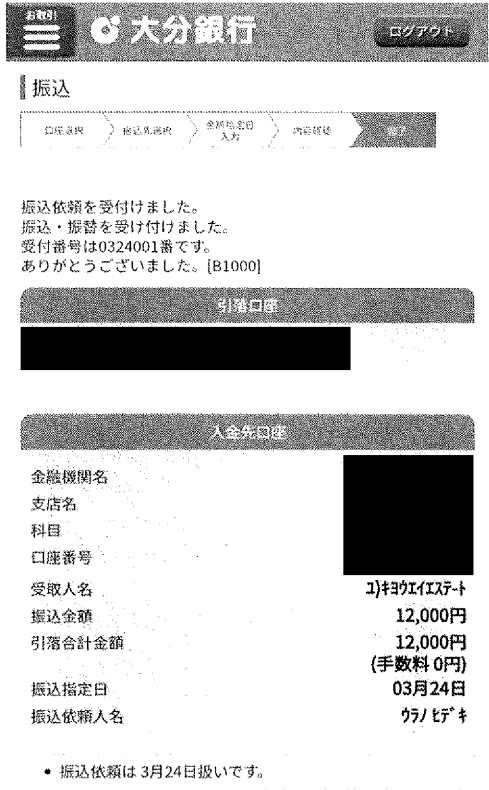 お取引
大分銀行
ログアウト
振込
口座選択
振込先選択
金額指定日
入力
内容確認
完了
振込依頼を受付けました。
振込・振替を受け付けました。
受付番号は0324001番です。
ありがとうございました。[B1000]
引落口座
入金先口座
金融機関名
支店名
科目
口座番号
受取人名 ユ)キヨウエイエステート
振込金額 12,000円
引落合計金額 12,000円
(手数料 0円)
振込指定日 03月24日
振込依頼人名 ウラノ ヒデキ
• 振込依頼は 3月24日扱いです。